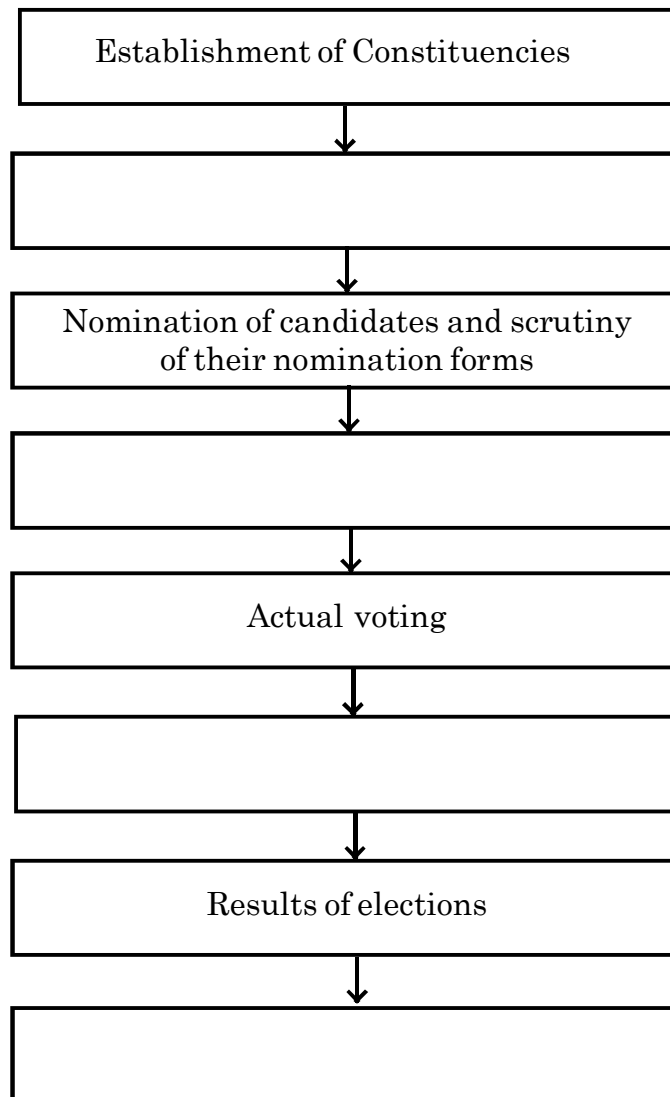 Establishment of Constituencies
Nomination of candidates and scrutiny
of their nomination forms
Actual voting
Results of elections